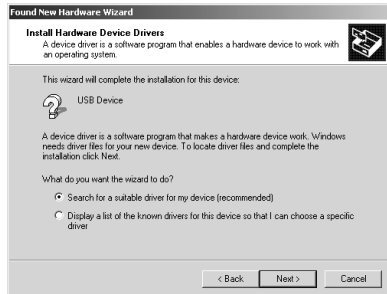 Found New Hardware Wizard
Install Hardware Device Drivers
A device driver is a software program that enables a hardware device to work with
an operating system.
This wizard will complete the installation for this device:
USB Device
A device driver is a software program that makes a hardware device work. Windows
needs driver files for your new device. To locate driver files and complete the
installation click Next.
What do you want the wizard to do?
Search for a suitable driver for my device (recommended)
Display a list of the known drivers for this device so that I can choose a specific
driver
< Back Next > Cancel